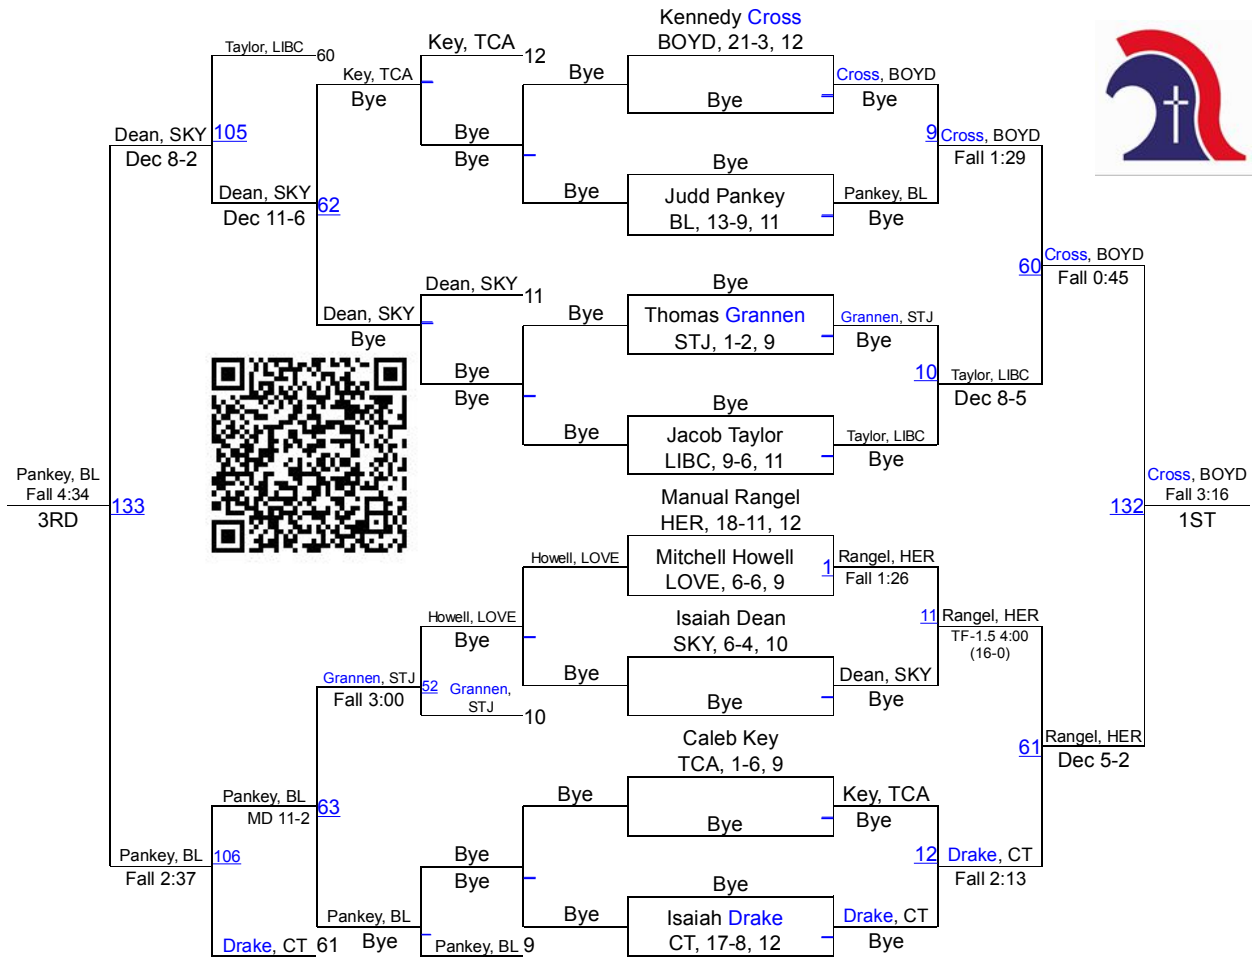 Kennedy Cross
BOYD, 21-3, 12
Bye
Bye
Judd Pankey
BL, 13-9, 11
Bye
Thomas Grannen
STJ, 1-2, 9
Bye
Jacob Taylor
LIBC, 9-6, 11
Manual Rangel
HER, 18-11, 12
Mitchell Howell
LOVE, 6-6, 9
1
Isaiah Dean
SKY, 6-4, 10
Bye
Caleb Key
TCA, 1-6, 9
Bye
Bye
Isaiah Drake
CT, 17-8, 12
Cross, BOYD
Bye
Pankey, BL
Bye
Grannen, STJ
Bye
Taylor, LIBC
Bye
Rangel, HER
Fall 1:26
Dean, SKY
Bye
Key, TCA
Bye
Drake, CT
Bye
9
Cross, BOYD
Fall 1:29
10
Taylor, LIBC
Dec 8-5
11
Rangel, HER
TF-1.5 4:00
(16-0)
12
Drake, CT
Fall 2:13
60
Cross, BOYD
Fall 0:45
61
Rangel, HER
Dec 5-2
132
Cross, BOYD
Fall 3:16
1ST
Bye
Bye
Bye
Bye
Howell, LOVE
Bye
Bye
Bye
Key, TCA
12
Bye
Bye
Dean, SKY
11
Bye
Bye
Howell, LOVE
Bye
52
Grannen,
STJ
10
Bye
Bye
Pankey, BL
9
Key, TCA
Bye
Dean, SKY
Bye
Grannen, STJ
Fall 3:00
Pankey, BL
Bye
Taylor, LIBC
60
105
Dean, SKY
Dec 11-6
62
Pankey, BL
MD 11-2
63
106
Drake, CT
61
Dean, SKY
Dec 8-2
Pankey, BL
Fall 2:37
Pankey, BL
Fall 4:34
3RD
133